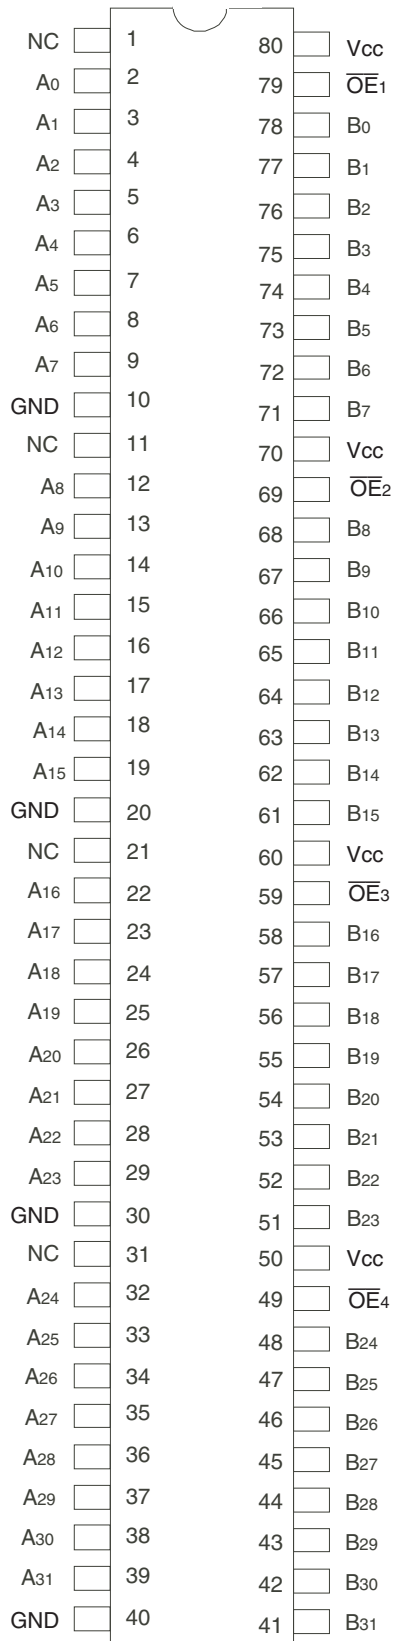 NC 1 80 Vcc
A0 2 79 OE1
A1 3 78 B0
A2 4 77 B1
A3 5 76 B2
A4 6 75 B3
A5 7 74 B4
A6 8 73 B5
A7 9 72 B6
GND 10 71 B7
NC 11 70 Vcc
A8 12 69 OE2
A9 13 68 B8
A10 14 67 B9
A11 15 66 B10
A12 16 65 B11
A13 17 64 B12
A14 18 63 B13
A15 19 62 B14
GND 20 61 B15
NC 21 60 Vcc
A16 22 59 OE3
A17 23 58 B16
A18 24 57 B17
A19 25 56 B18
A20 26 55 B19
A21 27 54 B20
A22 28 53 B21
A23 29 52 B22
GND 30 51 B23
NC 31 50 Vcc
A24 32 49 OE4
A25 33 48 B24
A26 34 47 B25
A27 35 46 B26
A28 36 45 B27
A29 37 44 B28
A30 38 43 B29
A31 39 42 B30
GND 40 41 B31